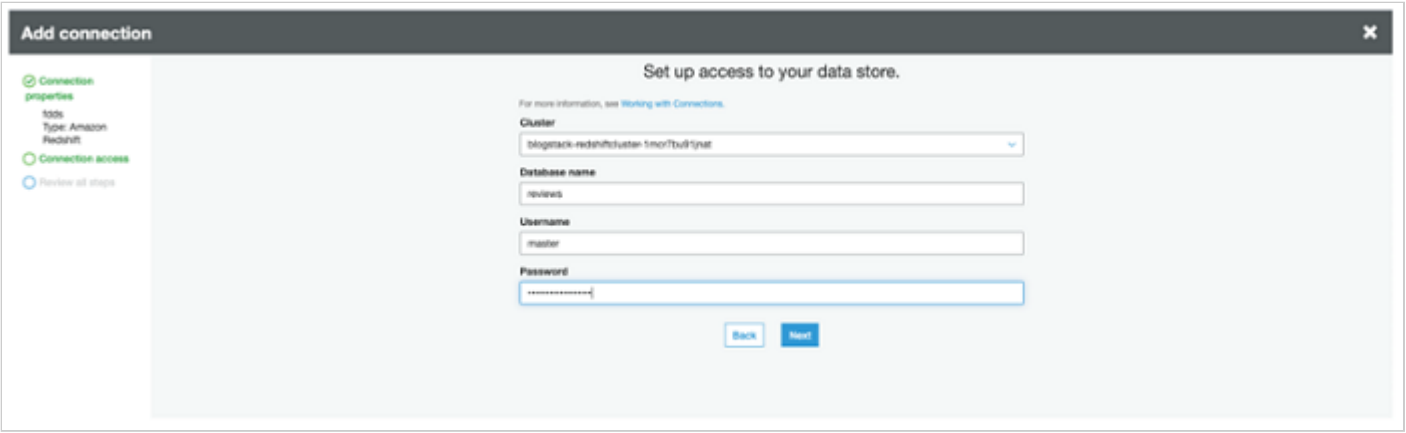 Add connection
Connection
properties
fdds
Type: Amazon
Redshift
Connection access
Review all steps
Set up access to your data store.
For more information, see Working with Connections.
Cluster
Database name
reviews
Username
master
Password
Back
Next